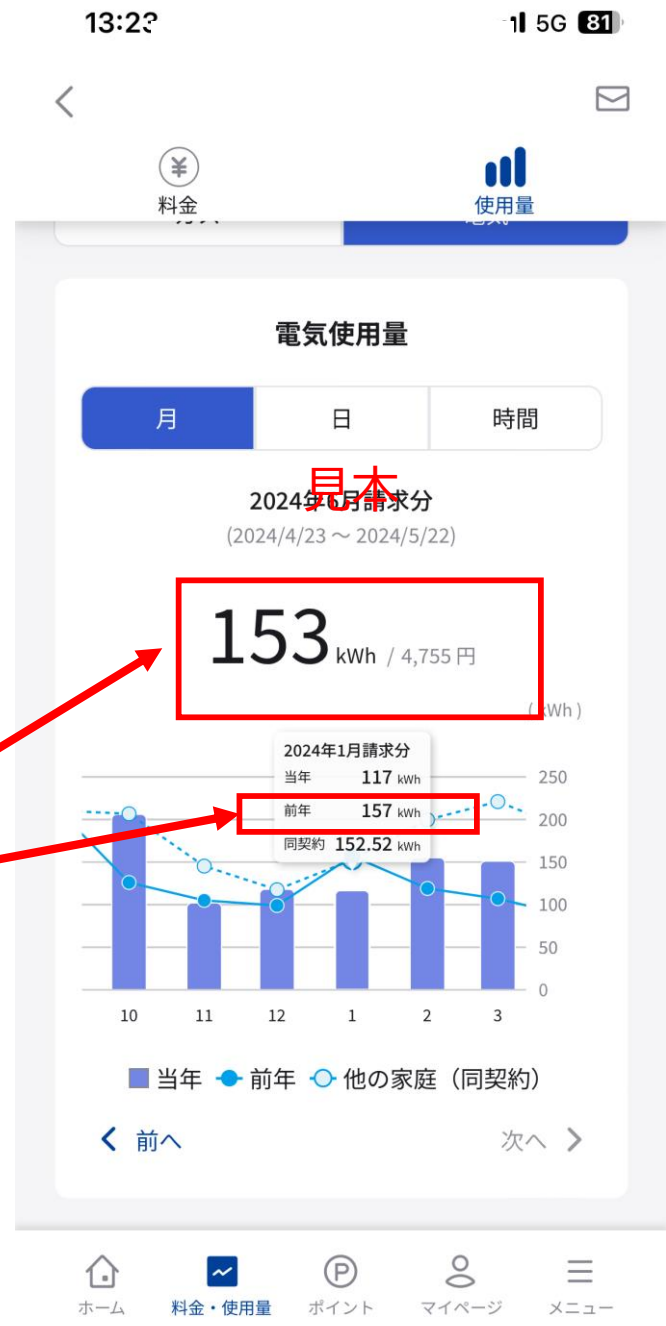 13:23
5G 81
料金
使用量
電気使用量
月 日 時間
見本
2024年6月請求分
(2024/4/23 ～ 2024/5/22)
153 kWh / 4,755 円
2024年1月請求分
当年 117 kWh
前年 157 kWh
同契約 152.52 kWh
250
200
150
100
50
0
10 11 12 1 2 3
当年 前年 他の家庭（同契約）
前へ 次へ
ホーム 料金・使用量 ポイント マイページ メニュー